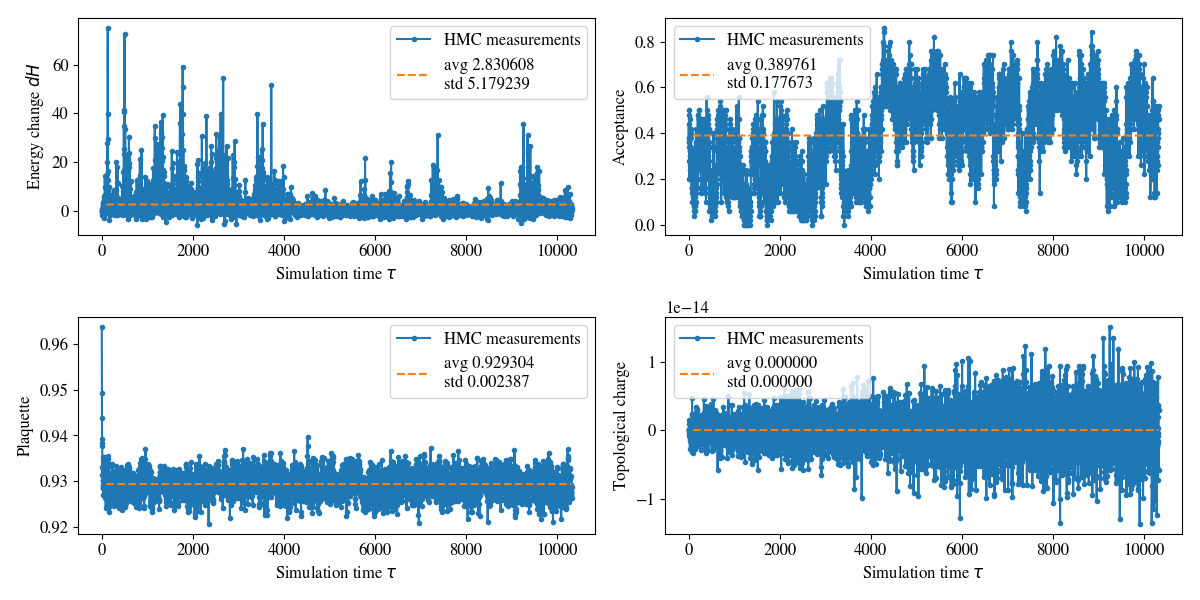 HMC measurements
avg 2.830608
std 5.179239
Energy change dH
60
40
20
0
0
2000
4000
6000
8000
10000
Simulation time τ
HMC measurements
avg 0.389761
std 0.177673
Acceptance
0.8
0.6
0.4
0.2
0.0
0
2000
4000
6000
8000
10000
Simulation time τ
HMC measurements
avg 0.929304
std 0.002387
Plaquette
0.96
0.95
0.94
0.93
0.92
0
2000
4000
6000
8000
10000
Simulation time τ
1e−14
HMC measurements
avg 0.000000
std 0.000000
Topological charge
1
0
−1
0
2000
4000
6000
8000
10000
Simulation time τ